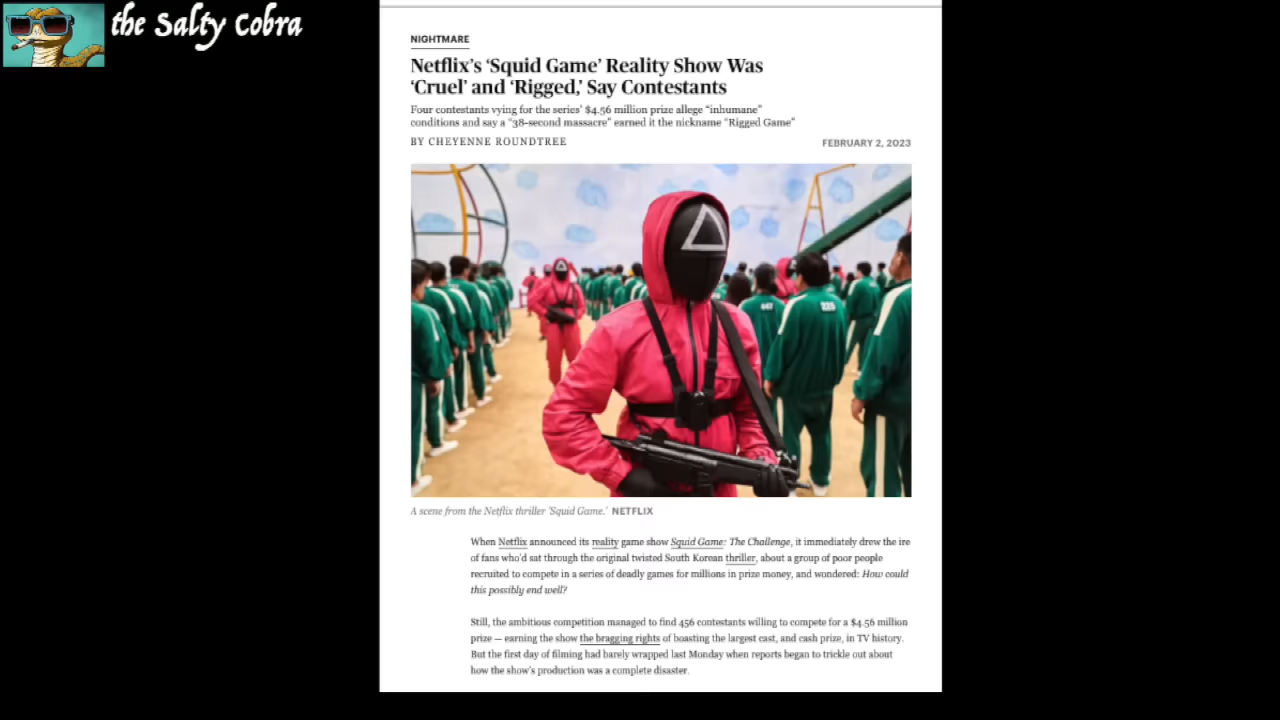 the Salty Cobra
NIGHTMARE
Netflix's 'Squid Game' Reality Show Was
'Cruel' and 'Rigged,' Say Contestants
Four contestants vying for the series' $4.56 million prize allege "inhumane"
conditions and say a "38-second massacre" earned it the nickname "Rigged Game"
BY CHEYENNE ROUNDTREE
FEBRUARY 2, 2023
A scene from the Netflix thriller 'Squid Game.' NETFLIX
When Netflix announced its reality game show Squid Game: The Challenge, it immediately drew the ire
of fans who'd sat through the original twisted South Korean thriller, about a group of poor people
recruited to compete in a series of deadly games for millions in prize money, and wondered: How could
this possibly end well?
Still, the ambitious competition managed to find 456 contestants willing to compete for a $4.56 million
prize — earning the show the bragging rights of boasting the largest cast, and cash prize, in TV history.
But the first day of filming had barely wrapped last Monday when reports began to trickle out about
how the show's production was a complete disaster.